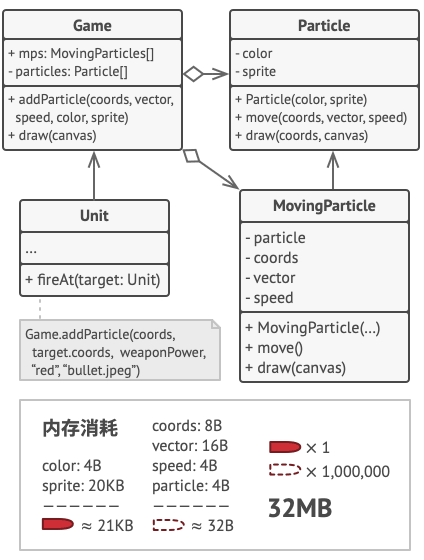 Game
+ mps: MovingParticles[]
- particles: Particle[]
+ addParticle(coords, vector,
speed, color, sprite)
+ draw(canvas)
Particle
- color
- sprite
+ Particle(color, sprite)
+ move(coords, vector, speed)
+ draw(coords, canvas)
Unit
...
+ fireAt(target: Unit)
Game.addParticle(coords,
target.coords, weaponPower,
“red”, “bullet.jpeg”)
MovingParticle
- particle
- coords
- vector
- speed
+ MovingParticle(...)
+ move()
+ draw(canvas)
内存消耗
color: 4B
sprite: 20KB
≈ 21KB
coords: 8B
vector: 16B
speed: 4B
particle: 4B
≈ 32B
× 1
× 1,000,000
32MB